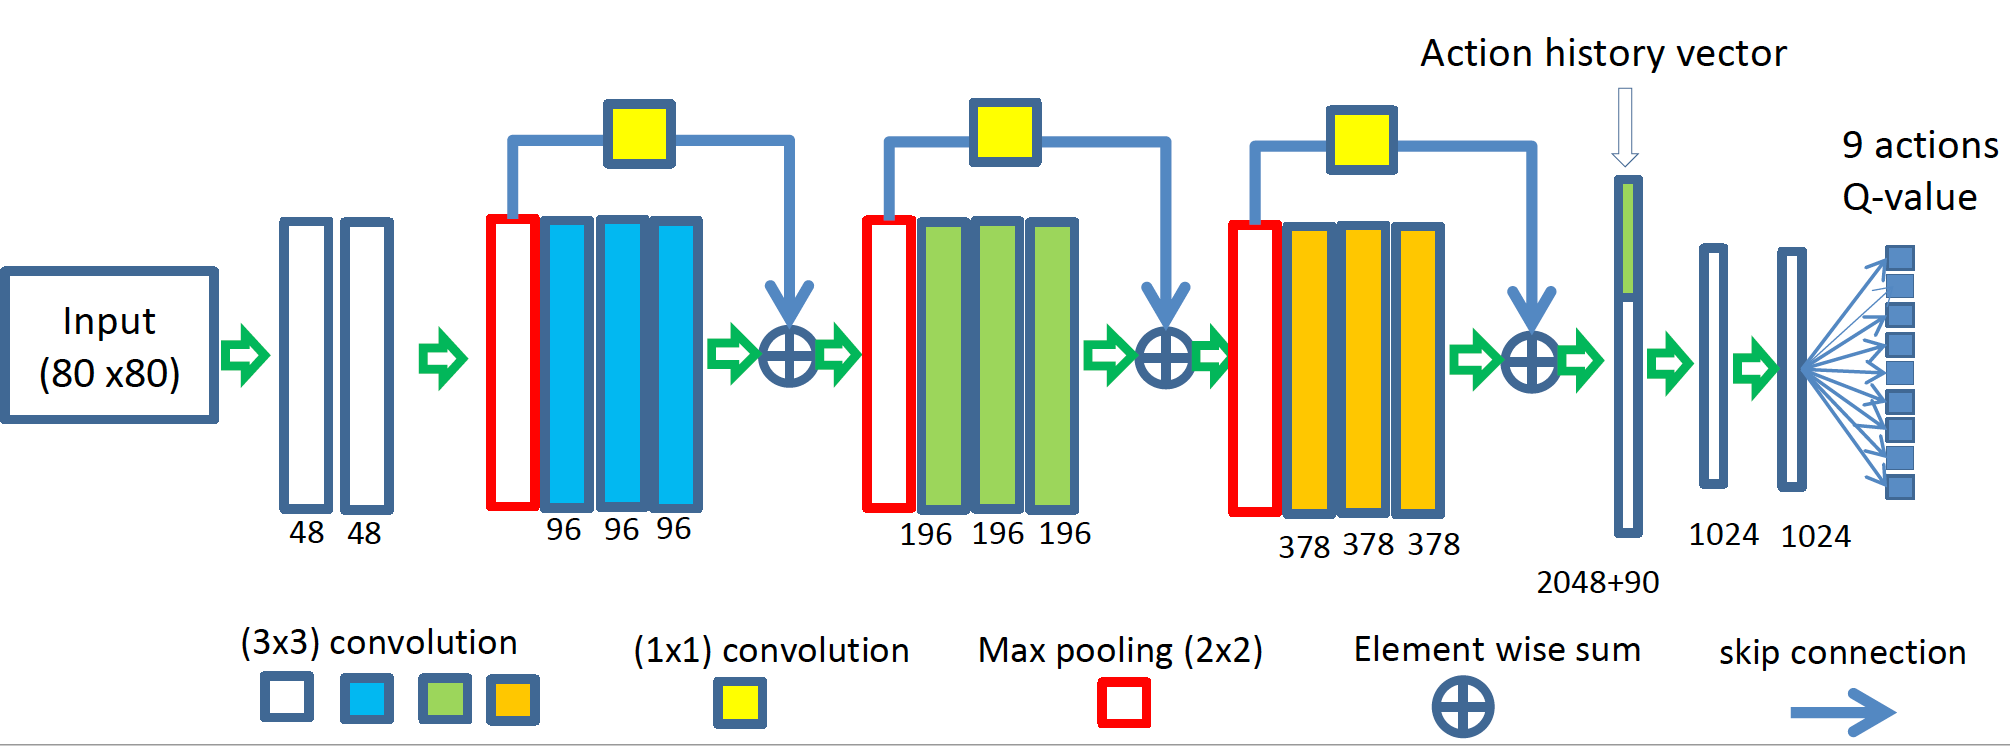 Action history vector
9 actions
Q-value
Input
(80 x80)
48 48
96 96 96
196 196 196
378 378 378
2048+90
1024 1024
(3x3) convolution
(1x1) convolution
Max pooling (2x2)
Element wise sum
skip connection